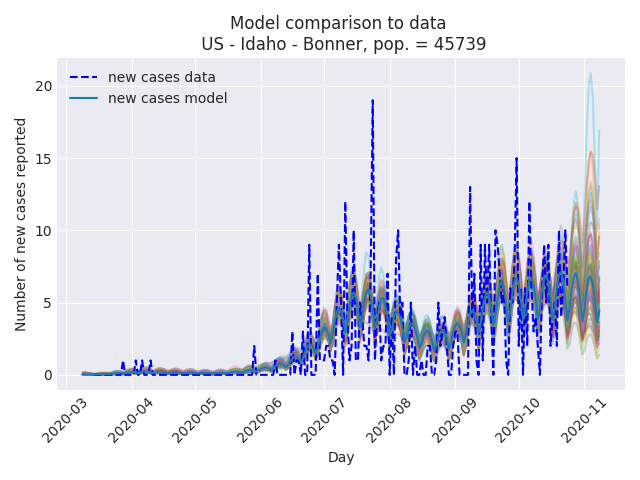 Model comparison to data
US - Idaho - Bonner, pop. = 45739
new cases data
new cases model
Number of new cases reported
20
15
10
5
0
2020-03
2020-04
2020-05
2020-06
2020-07
2020-08
2020-09
2020-10
2020-11
Day